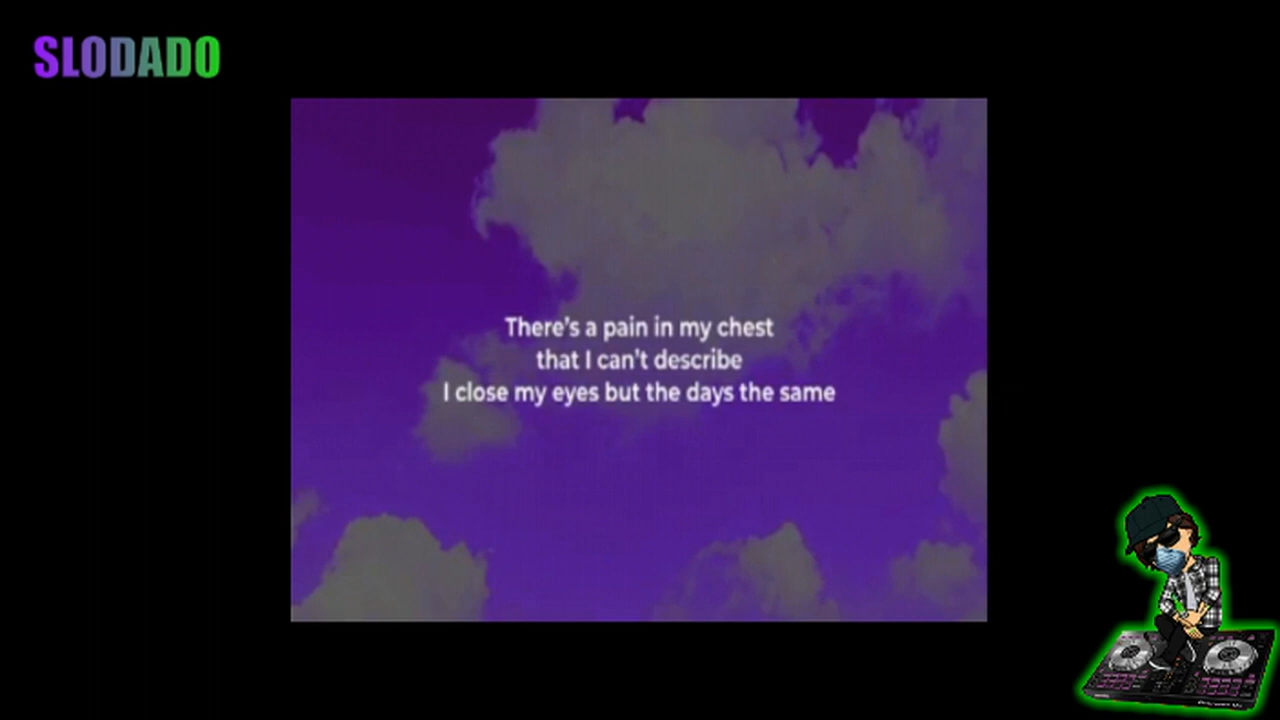 SLODADO
There's a pain in my chest
that I can't describe
I close my eyes but the days the same